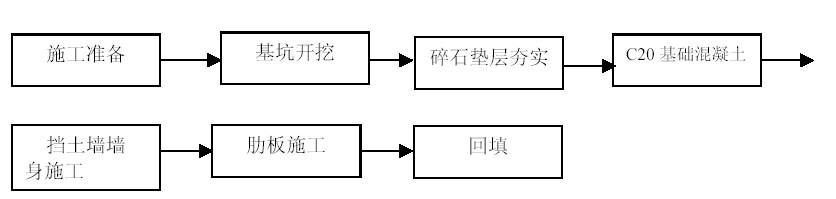 施工准备
基坑开挖
碎石垫层夯实
C20 基础混凝土
挡土墙墙
身施工
肋板施工
回填